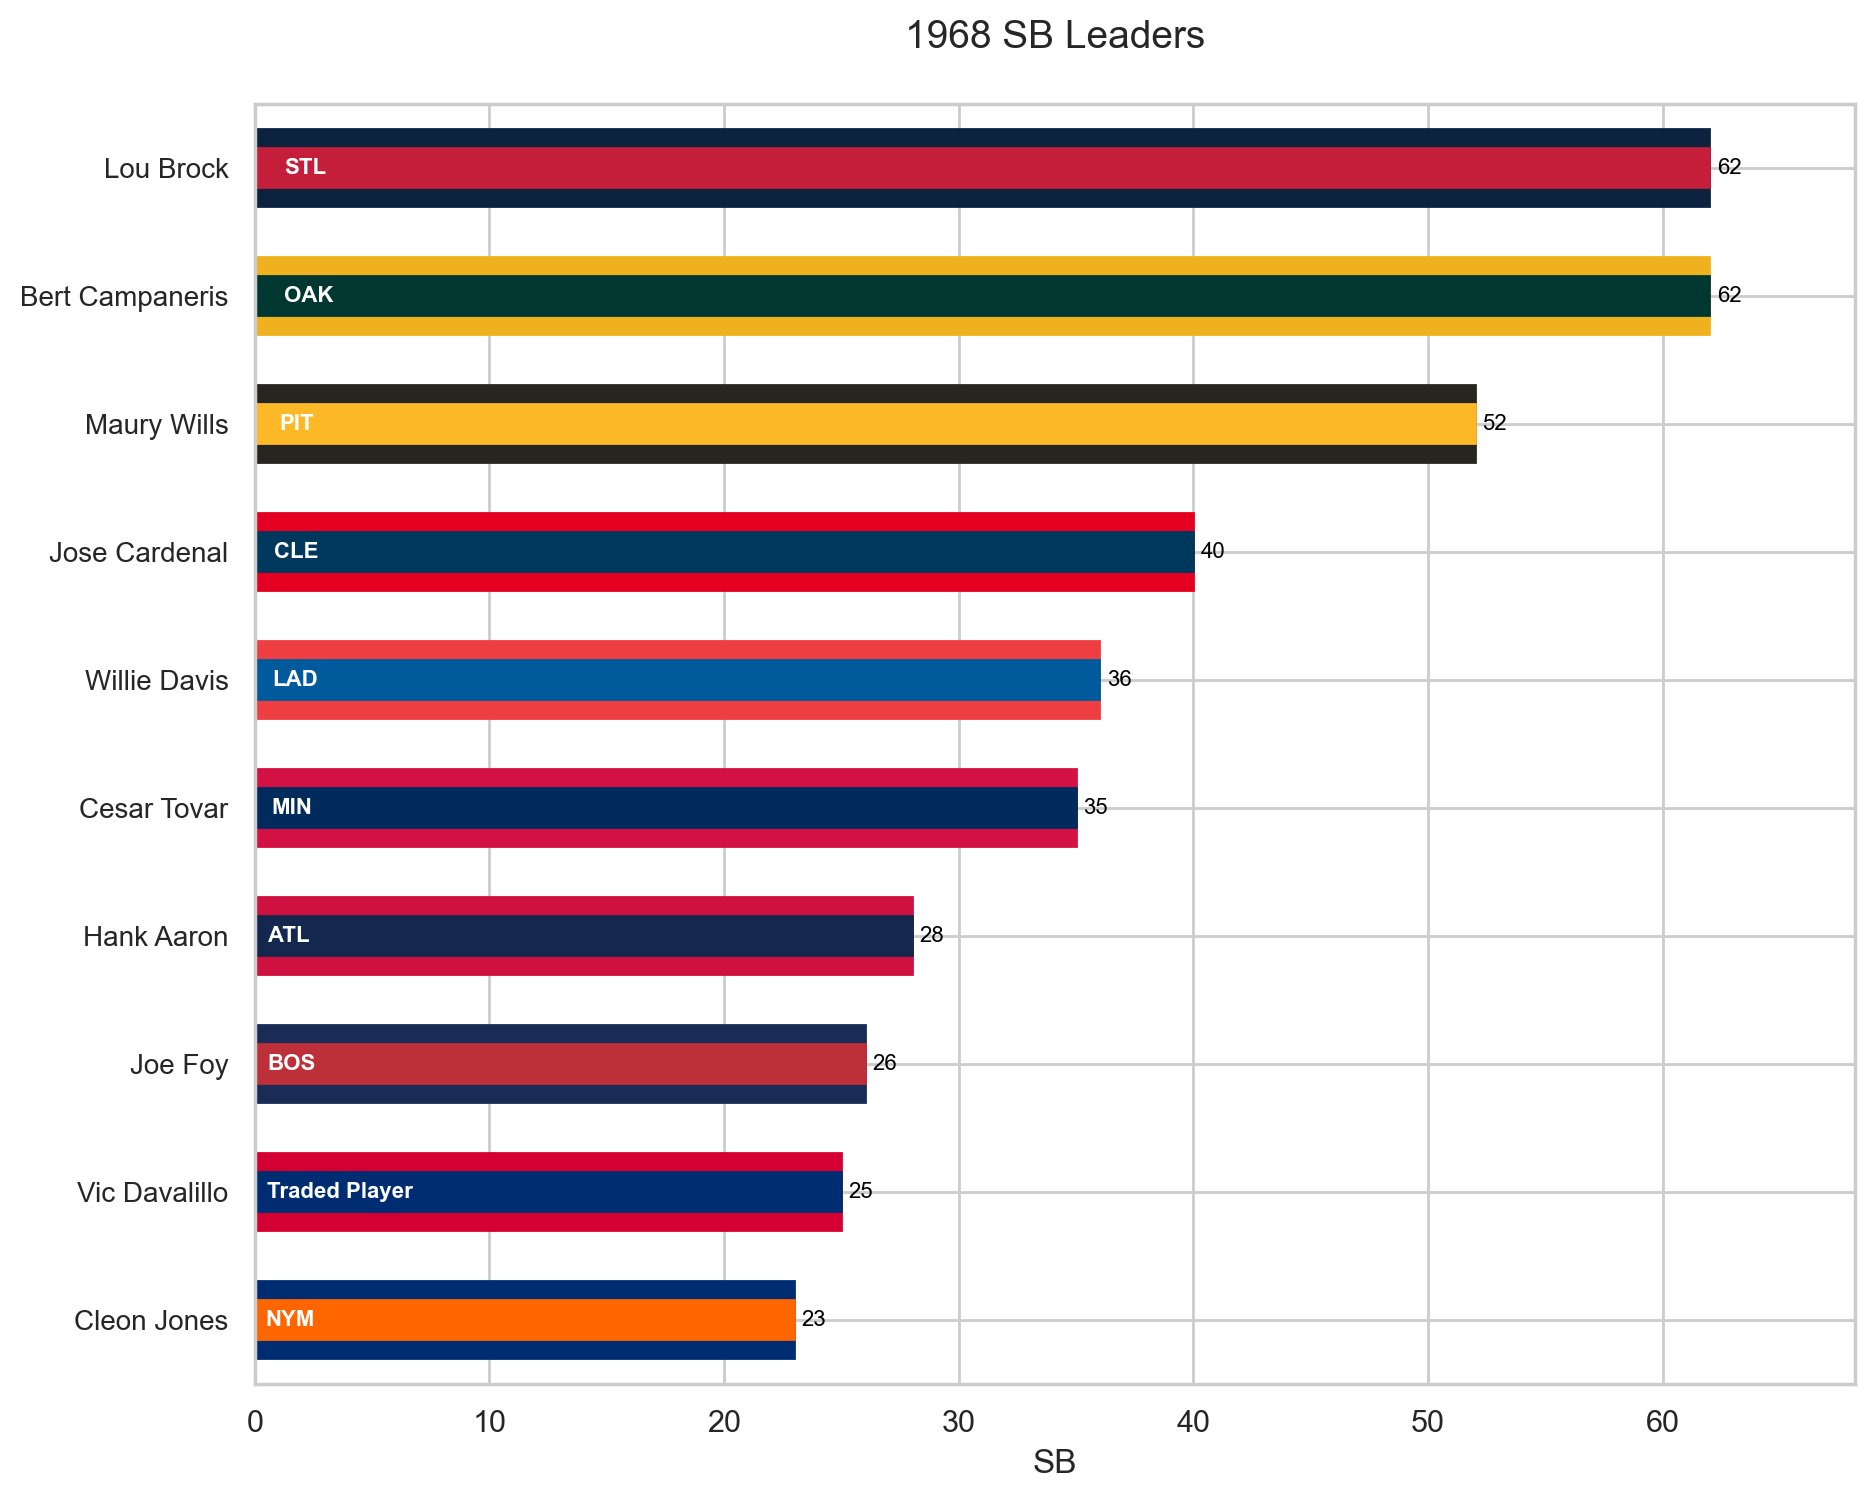 1968 SB Leaders
Lou Brock STL 62
Bert Campaneris OAK 62
Maury Wills PIT 52
Jose Cardenal CLE 40
Willie Davis LAD 36
Cesar Tovar MIN 35
Hank Aaron ATL 28
Joe Foy BOS 26
Vic Davalillo Traded Player 25
Cleon Jones NYM 23
0 10 20 30 40 50 60
SB